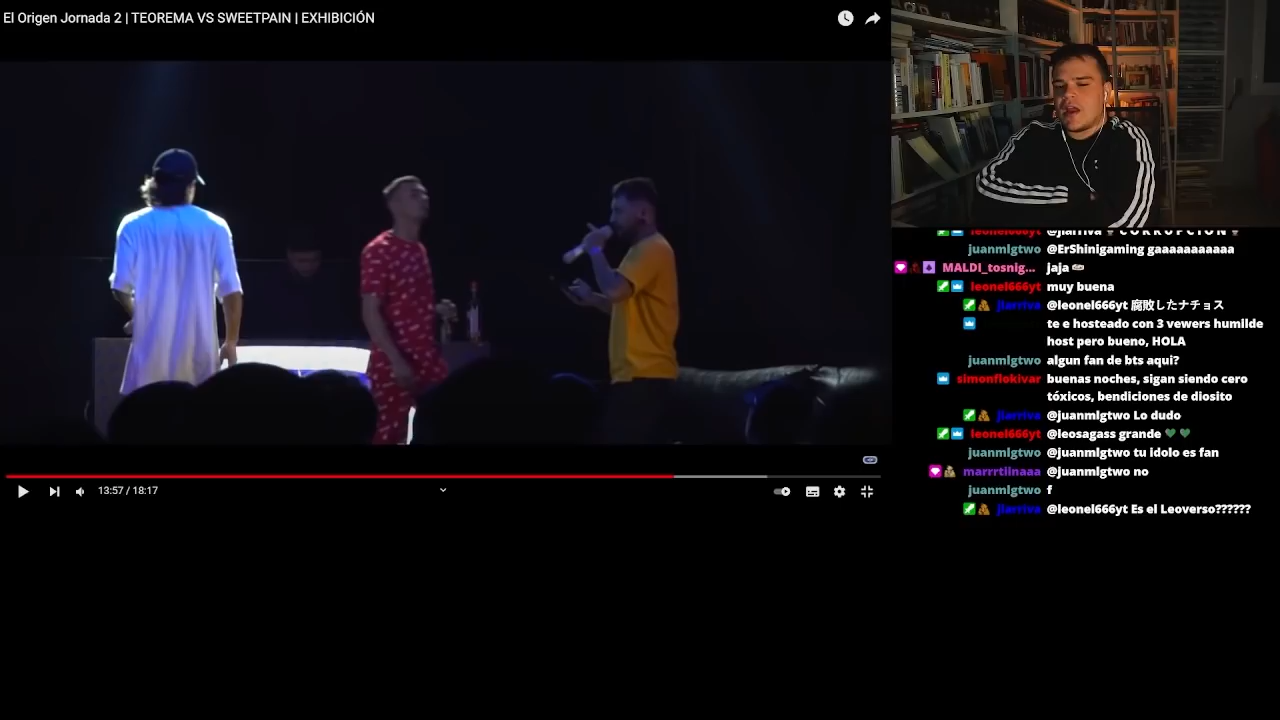 El Origen Jornada 2 | TEOREMA VS SWEETPAIN | EXHIBICIÓN
13:57 / 18:17
leonel666yt @jlarriva C O R R U P C I O N
juanmlgtwo @ErShinigaming gaaaaaaaaaa
MALDI_tosnig... jaja
leonel666yt muy buena
jlarriva @leonel666yt 腐敗したナチョス
te e hosteado con 3 vewers humilde
host pero bueno, HOLA
juanmlgtwo algun fan de bts aqui?
simonflokivar buenas noches, sigan siendo cero
tóxicos, bendiciones de diosito
jlarriva @juanmlgtwo Lo dudo
leonel666yt @leosagass grande 💚 💚
juanmlgtwo @juanmlgtwo tu idolo es fan
marrrtiinaaa @juanmlgtwo no
juanmlgtwo f
jlarriva @leonel666yt Es el Leoverso??????